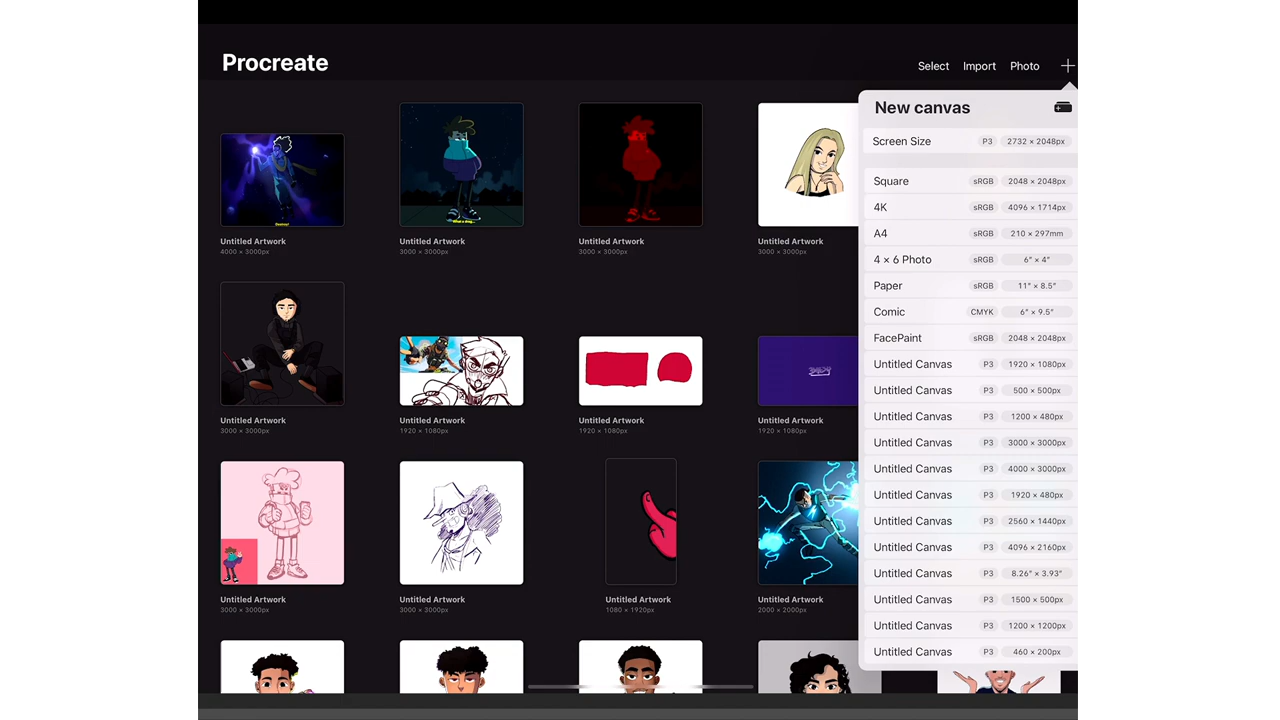 Procreate
Select Import Photo
New canvas
Screen Size P3 2732 × 2048px
Square sRGB 2048 × 2048px
4K sRGB 4096 × 1714px
A4 sRGB 210 × 297mm
4 × 6 Photo sRGB 6" × 4"
Paper sRGB 11" × 8.5"
Comic CMYK 6" × 9.5"
FacePaint sRGB 2048 × 2048px
Untitled Canvas P3 1920 × 1080px
Untitled Canvas P3 500 × 500px
Untitled Canvas P3 1200 × 480px
Untitled Canvas P3 3000 × 3000px
Untitled Canvas P3 4000 × 3000px
Untitled Canvas P3 1920 × 480px
Untitled Canvas P3 2560 × 1440px
Untitled Canvas P3 4096 × 2160px
Untitled Canvas P3 8.26" × 3.93"
Untitled Canvas P3 1500 × 500px
Untitled Canvas P3 1200 × 1200px
Untitled Canvas P3 460 × 200px
Untitled Artwork
4000 × 3000px
Untitled Artwork
3000 × 3000px
Untitled Artwork
3000 × 3000px
Untitled Artwork
3000 × 3000px
Untitled Artwork
3000 × 3000px
Untitled Artwork
1920 × 1080px
Untitled Artwork
1920 × 1080px
Untitled Artwork
1920 × 1080px
Untitled Artwork
3000 × 3000px
Untitled Artwork
3000 × 3000px
Untitled Artwork
1080 × 1920px
Untitled Artwork
2000 × 2000px